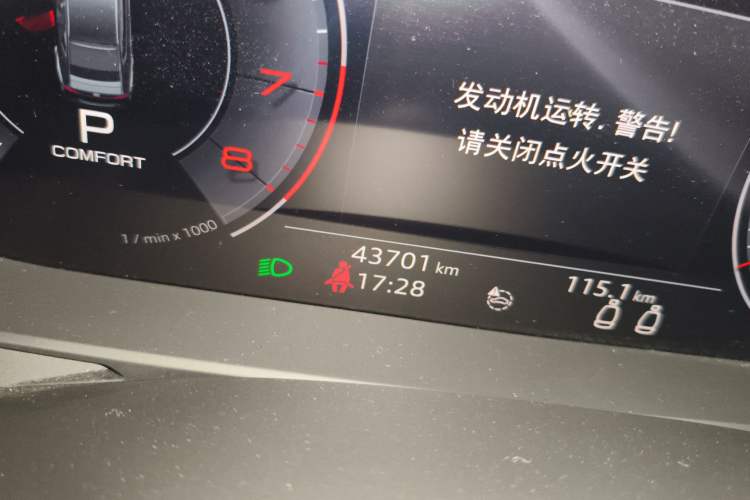 P
COMFORT
7
8
1 / min x 1000
发动机运转. 警告!
请关闭点火开关
43701 km
17:28
115.1 km